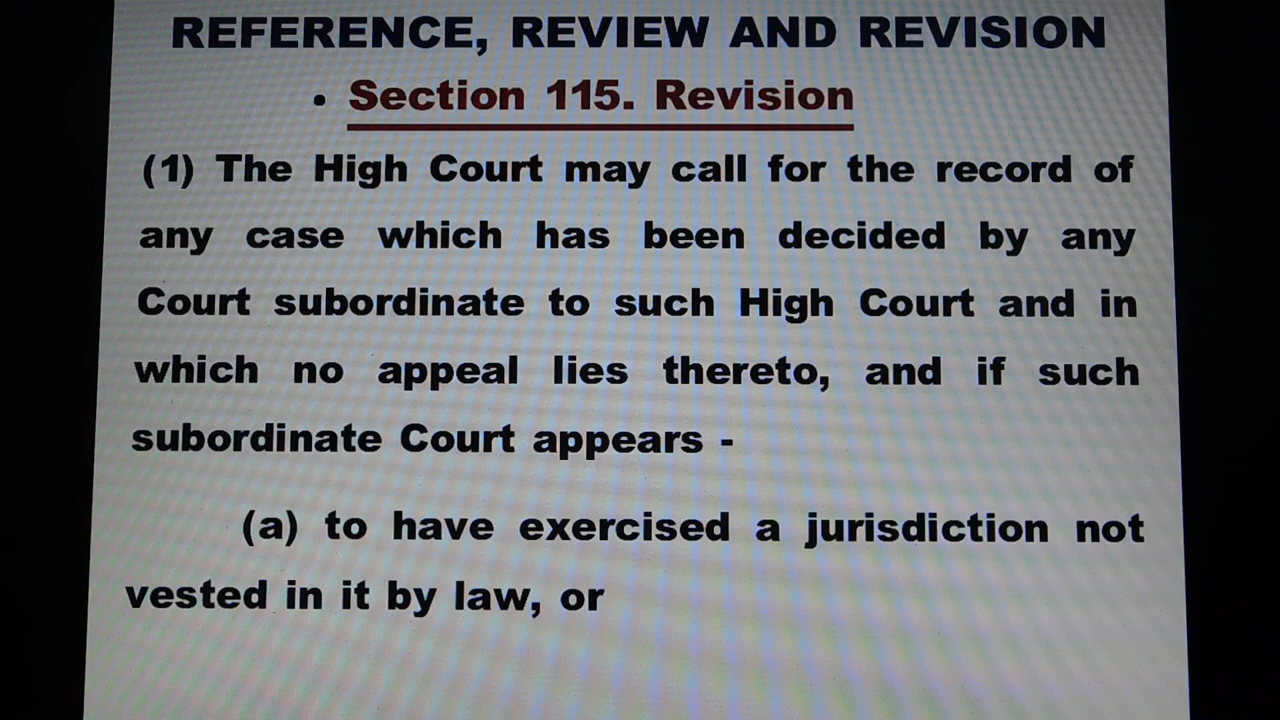 REFERENCE, REVIEW AND REVISION
• Section 115. Revision
(1) The High Court may call for the record of
any case which has been decided by any
Court subordinate to such High Court and in
which no appeal lies thereto, and if such
subordinate Court appears -
(a) to have exercised a jurisdiction not
vested in it by law, or